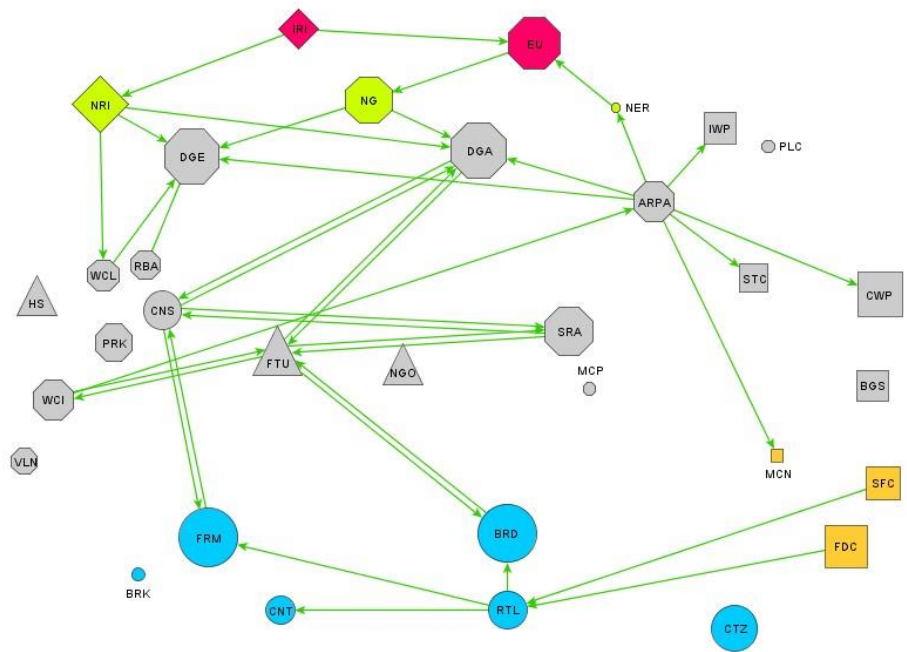 IRI
EU
NRI
NG
NER
IWP
PLC
DGE
DGA
ARPA
WCL
RBA
STC
CWP
HS
CNS
PRK
FTU
NGO
SRA
MCP
BGS
WCI
VLN
MCN
SFC
FRM
BRD
FDC
BRK
CNT
RTL
CTZ